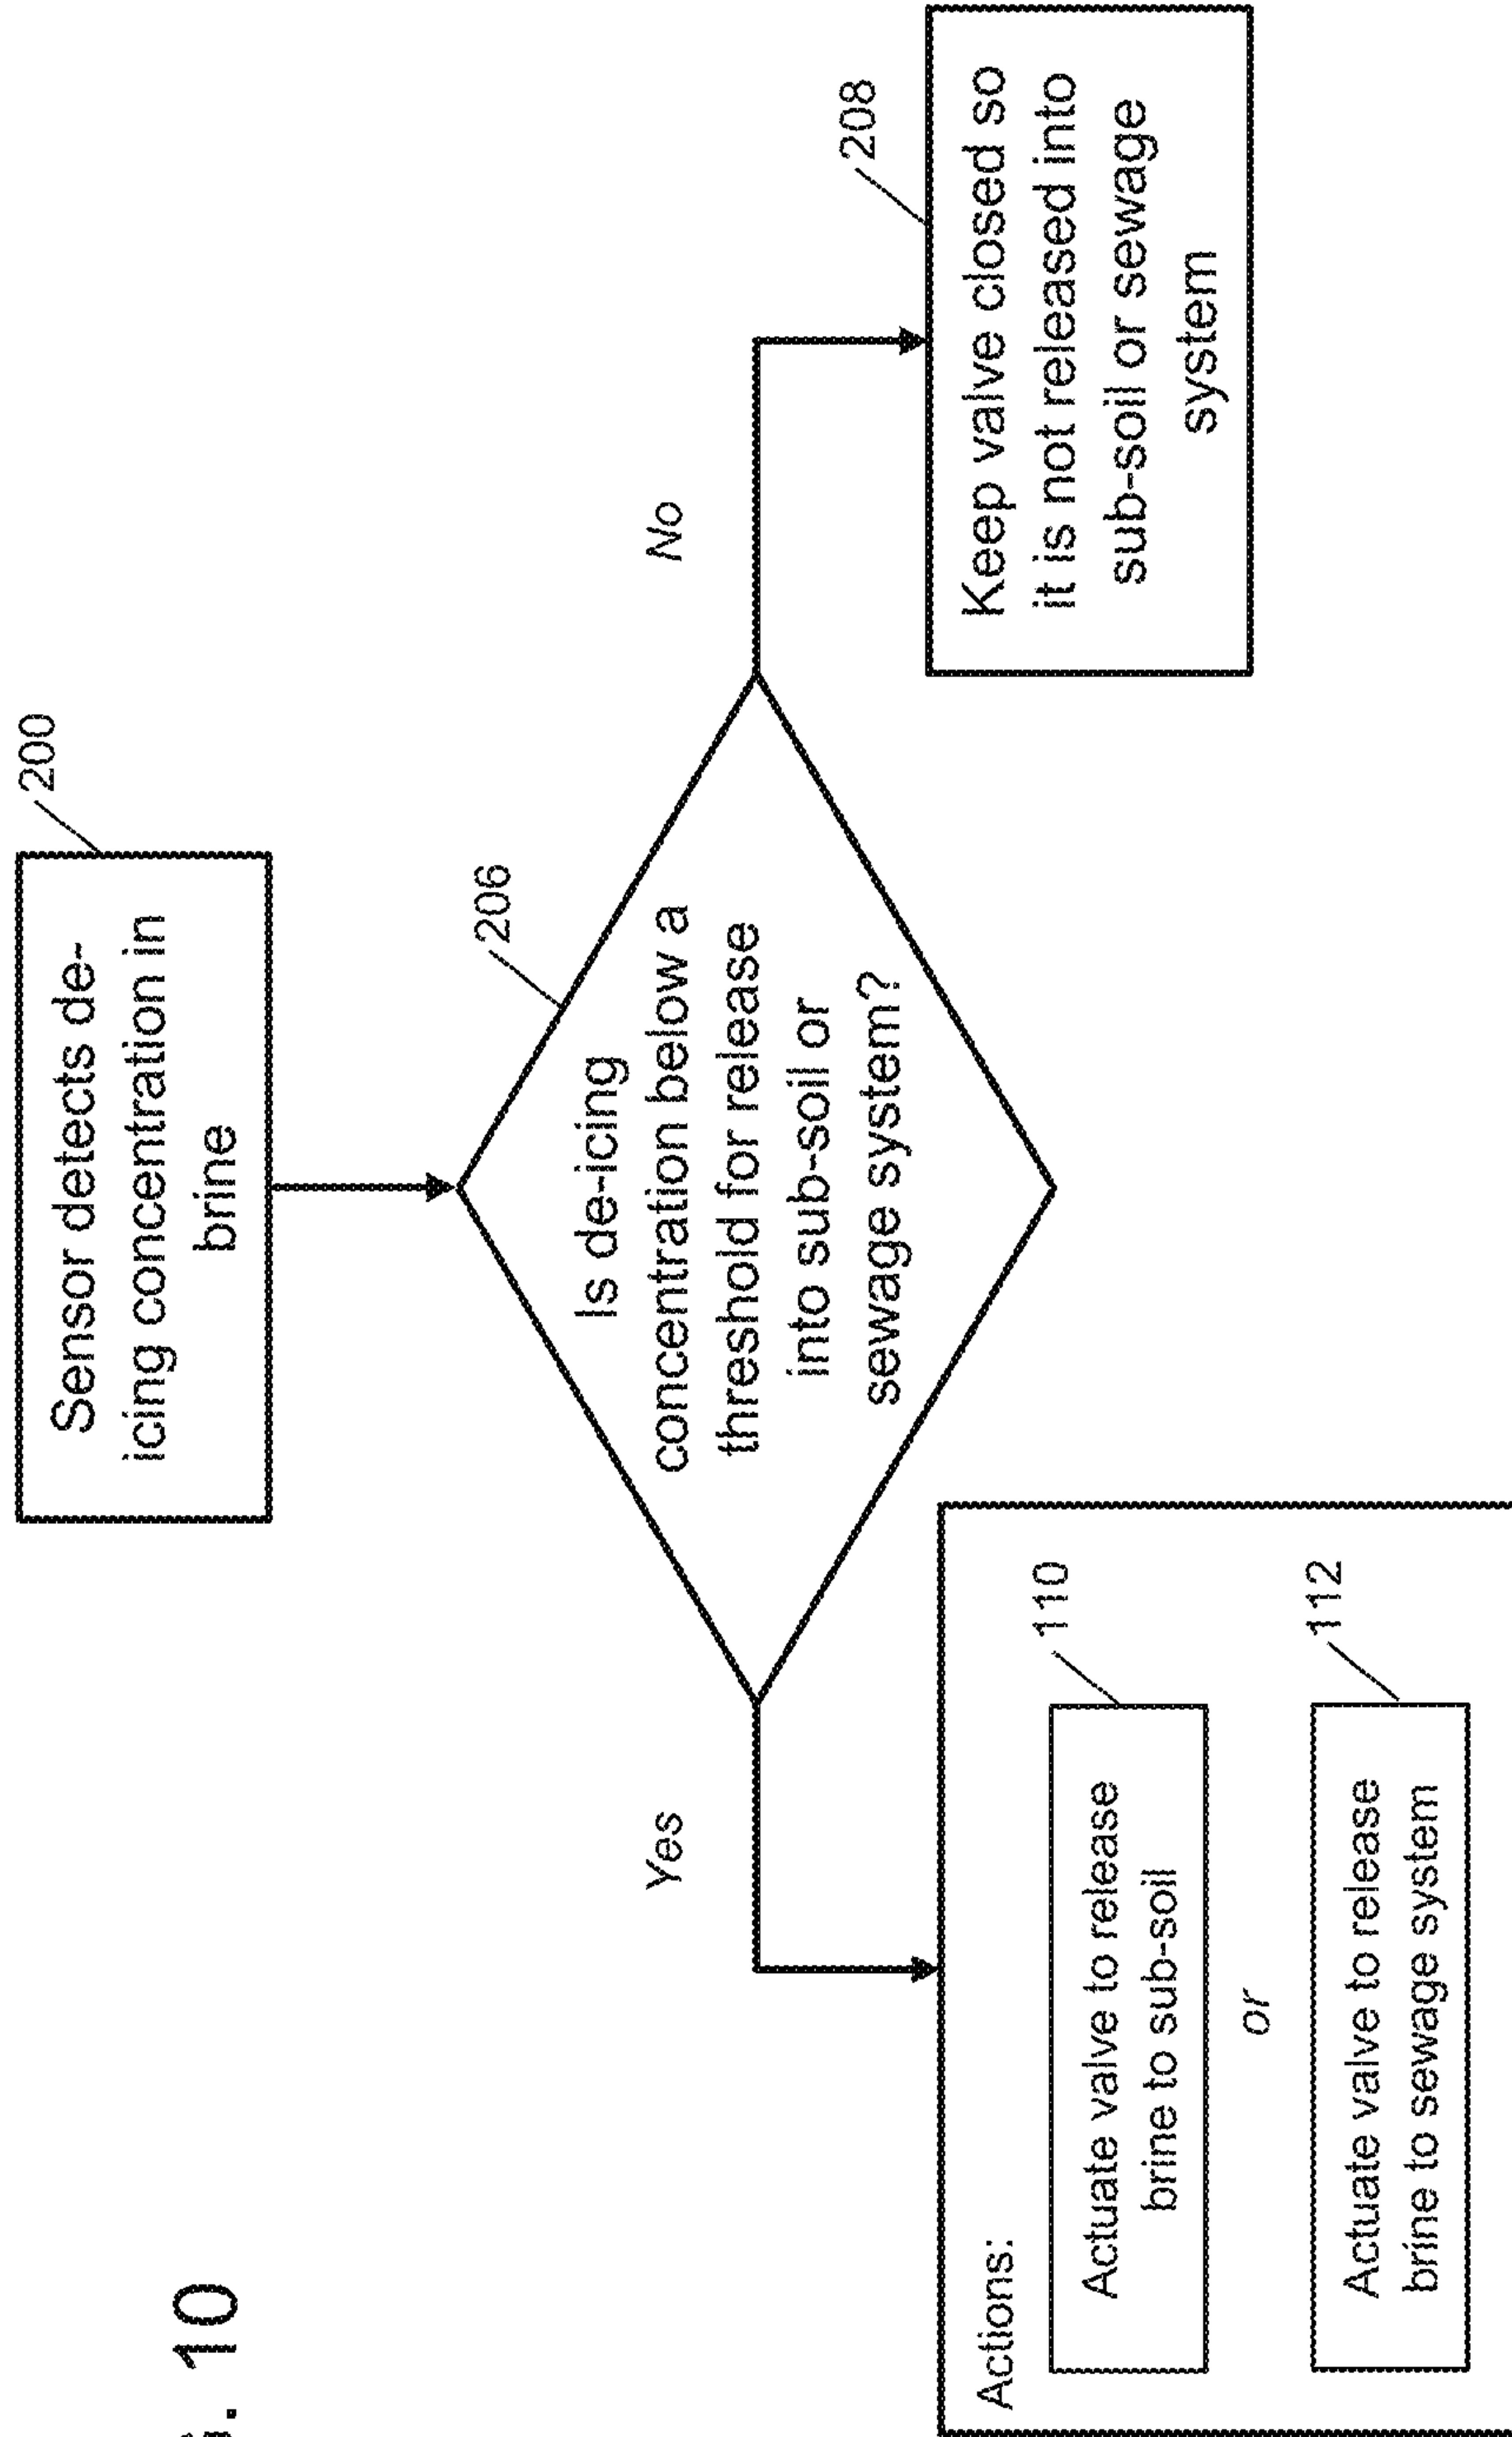 . 10
200
Sensor detects de-
icing concentration in
brine
206
Is de-icing
concentration below a
threshold for release
into sub-soil or
sewage system?
Yes
No
208
Keep valve closed so
it is not released into
sub-soil or sewage
system
Actions:
110
Actuate valve to release
brine to sub-soil
or
112
Actuate valve to release
brine to sewage system